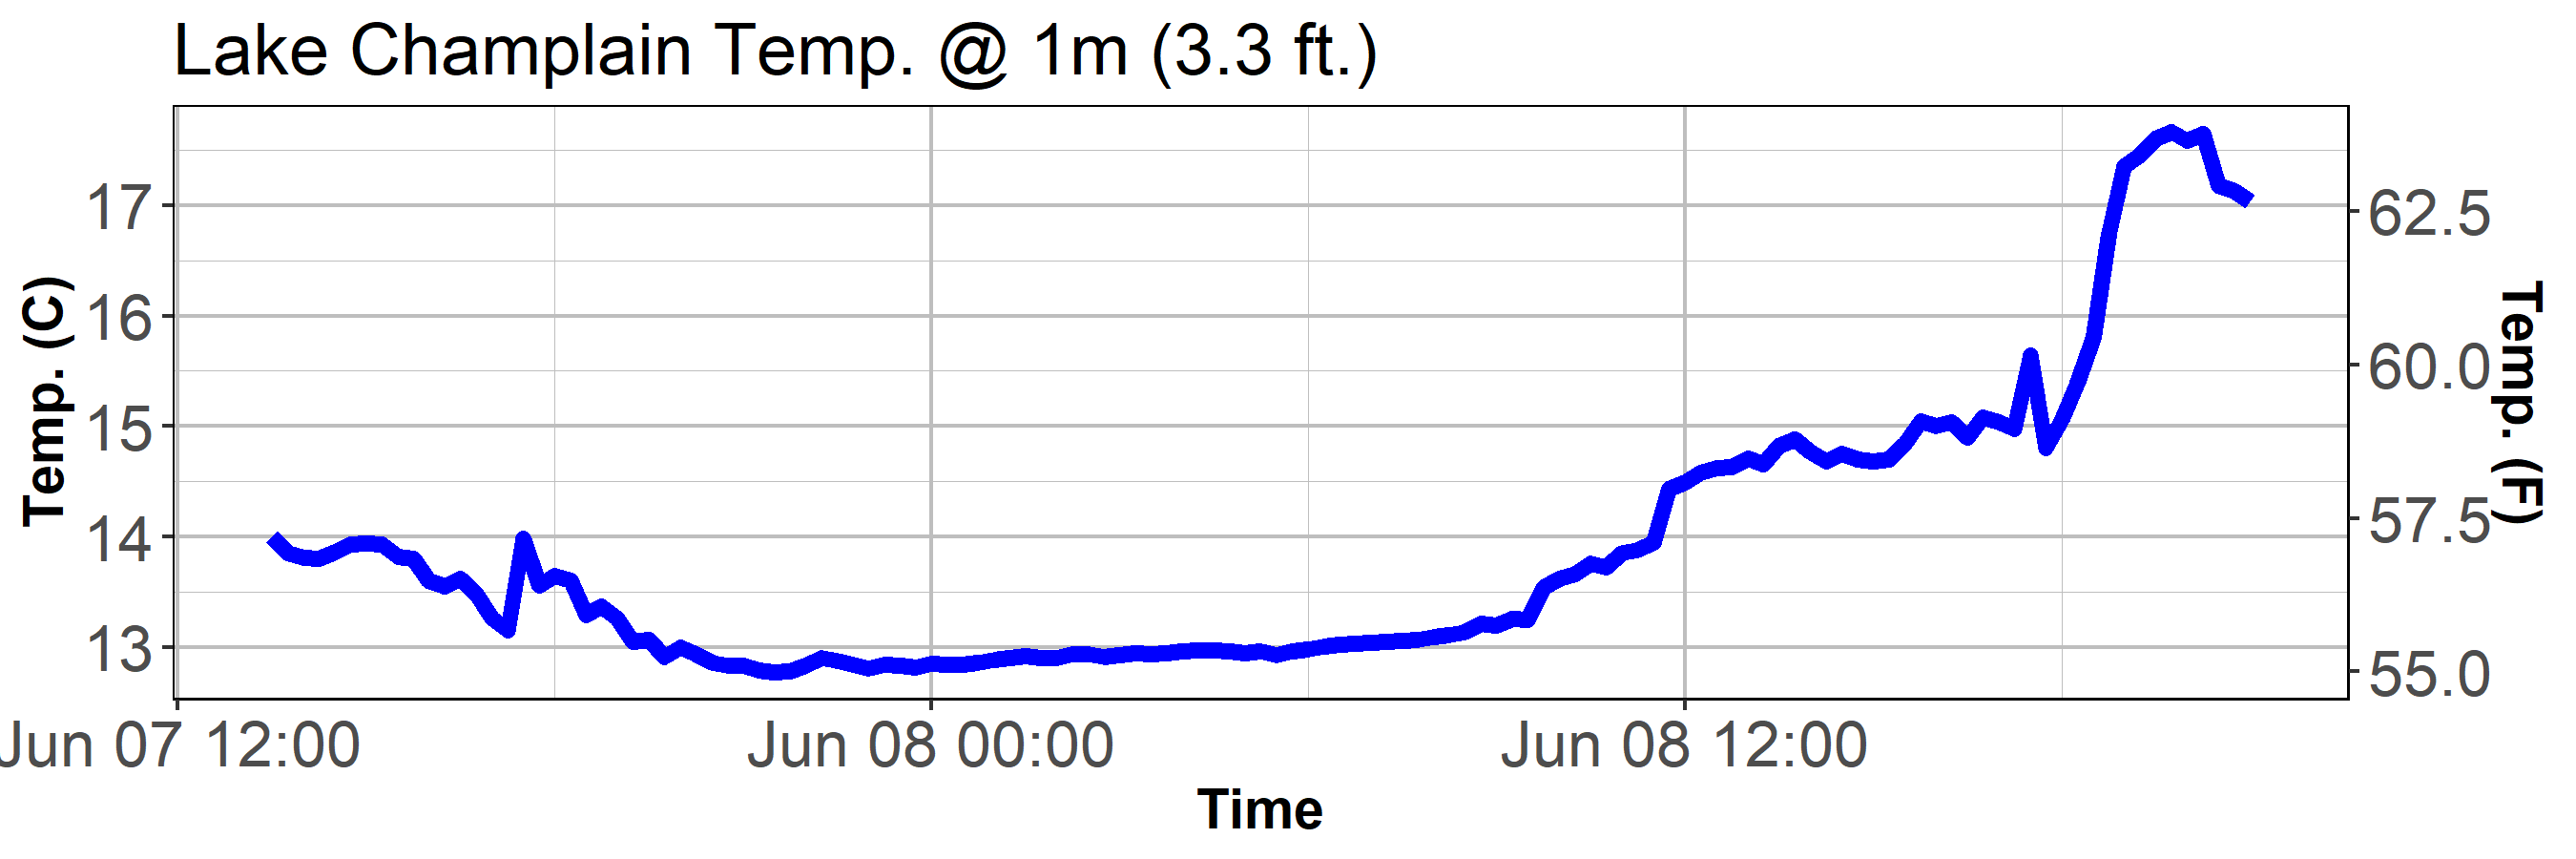 Lake Champlain Temp. @ 1m (3.3 ft.)
Temp. (C)
17
16
15
14
13
62.5
60.0
57.5
55.0
Temp. (F)
Jun 07 12:00
Jun 08 00:00
Jun 08 12:00
Time